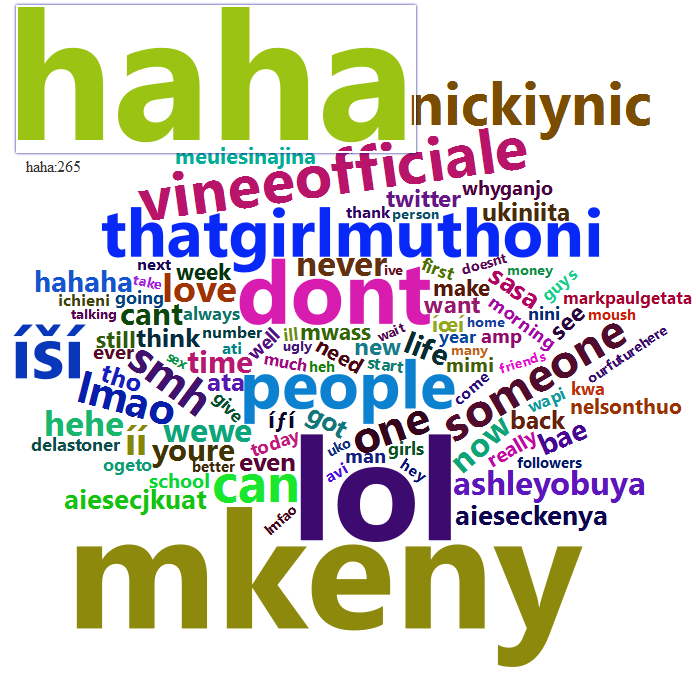 haha
nickiynic
haha:265
meulesinajina
vineeofficiale
twitter
whyganjo
thank
person
ukiniita
thatgirlmuthoni
next
week
never
ive
first
doesnt
money
guys
hahaha
take
love
dont
want
make
sasa
markpaulgetata
ichieni
going
talking
cant
always
morning
nini
see
moush
íœí
home
íší
still
think
number
ill
mwass
wait
life
year
amp
ever
ati
well
ugly
need
new
many
mimi
ourfuturehere
smh
sex
time
much
heh
start
friends
tho
ata
people
come
someone
kwa
lmao
give
wapi
nelsonthuo
hehe
íí
wewe
íƒí
got
one
now
back
delastoner
youre
today
uko
girls
really
bae
ogeto
better
even
avi
man
hey
followers
school
can
lol
ashleyobuya
aiesecjkuat
lmfao
aieseckenya
mkeny